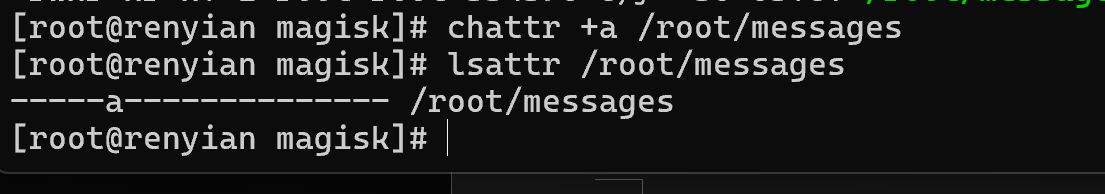 [root@renyian magisk]# chattr +a /root/messages
[root@renyian magisk]# lsattr /root/messages
-----a-------------- /root/messages
[root@renyian magisk]#